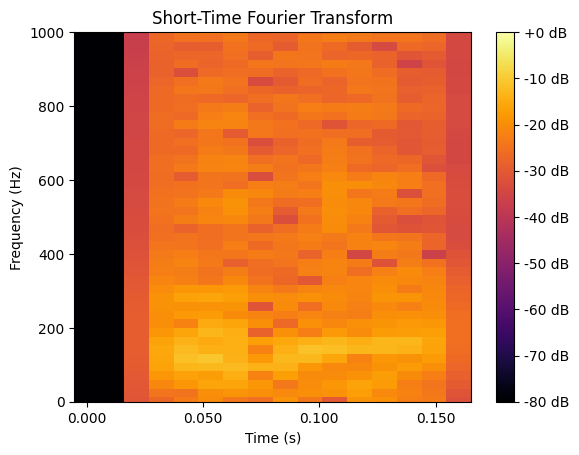 Short-Time Fourier Transform
1000
800
600
400
200
0
Frequency (Hz)
0.000
0.050
0.100
0.150
Time (s)
+0 dB
-10 dB
-20 dB
-30 dB
-40 dB
-50 dB
-60 dB
-70 dB
-80 dB